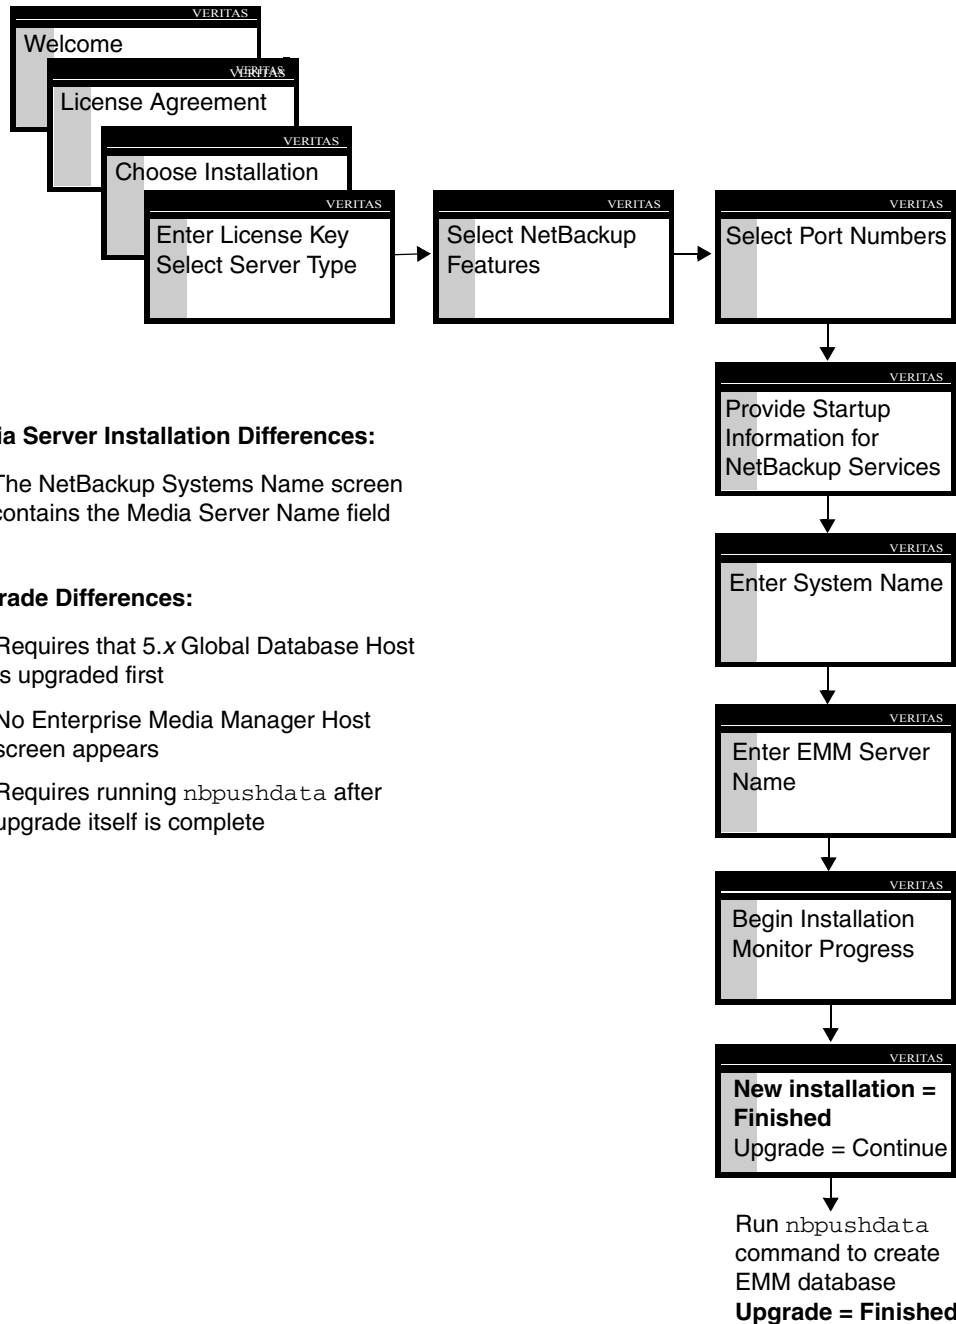 VERITAS
Welcome
VERITAS
License Agreement
VERITAS
Choose Installation
VERITAS
Enter License Key
Select Server Type
VERITAS
Select NetBackup
Features
VERITAS
Select Port Numbers
VERITAS
Provide Startup
Information for
NetBackup Services
VERITAS
Enter System Name
VERITAS
Enter EMM Server
Name
VERITAS
Begin Installation
Monitor Progress
VERITAS
New installation =
Finished
Upgrade = Continue
Run nbpushdata
command to create
EMM database
Upgrade = Finished
ia Server Installation Differences:
The NetBackup Systems Name screen
contains the Media Server Name field
rade Differences:
Requires that 5.x Global Database Host
is upgraded first
No Enterprise Media Manager Host
screen appears
Requires running nbpushdata after
upgrade itself is complete